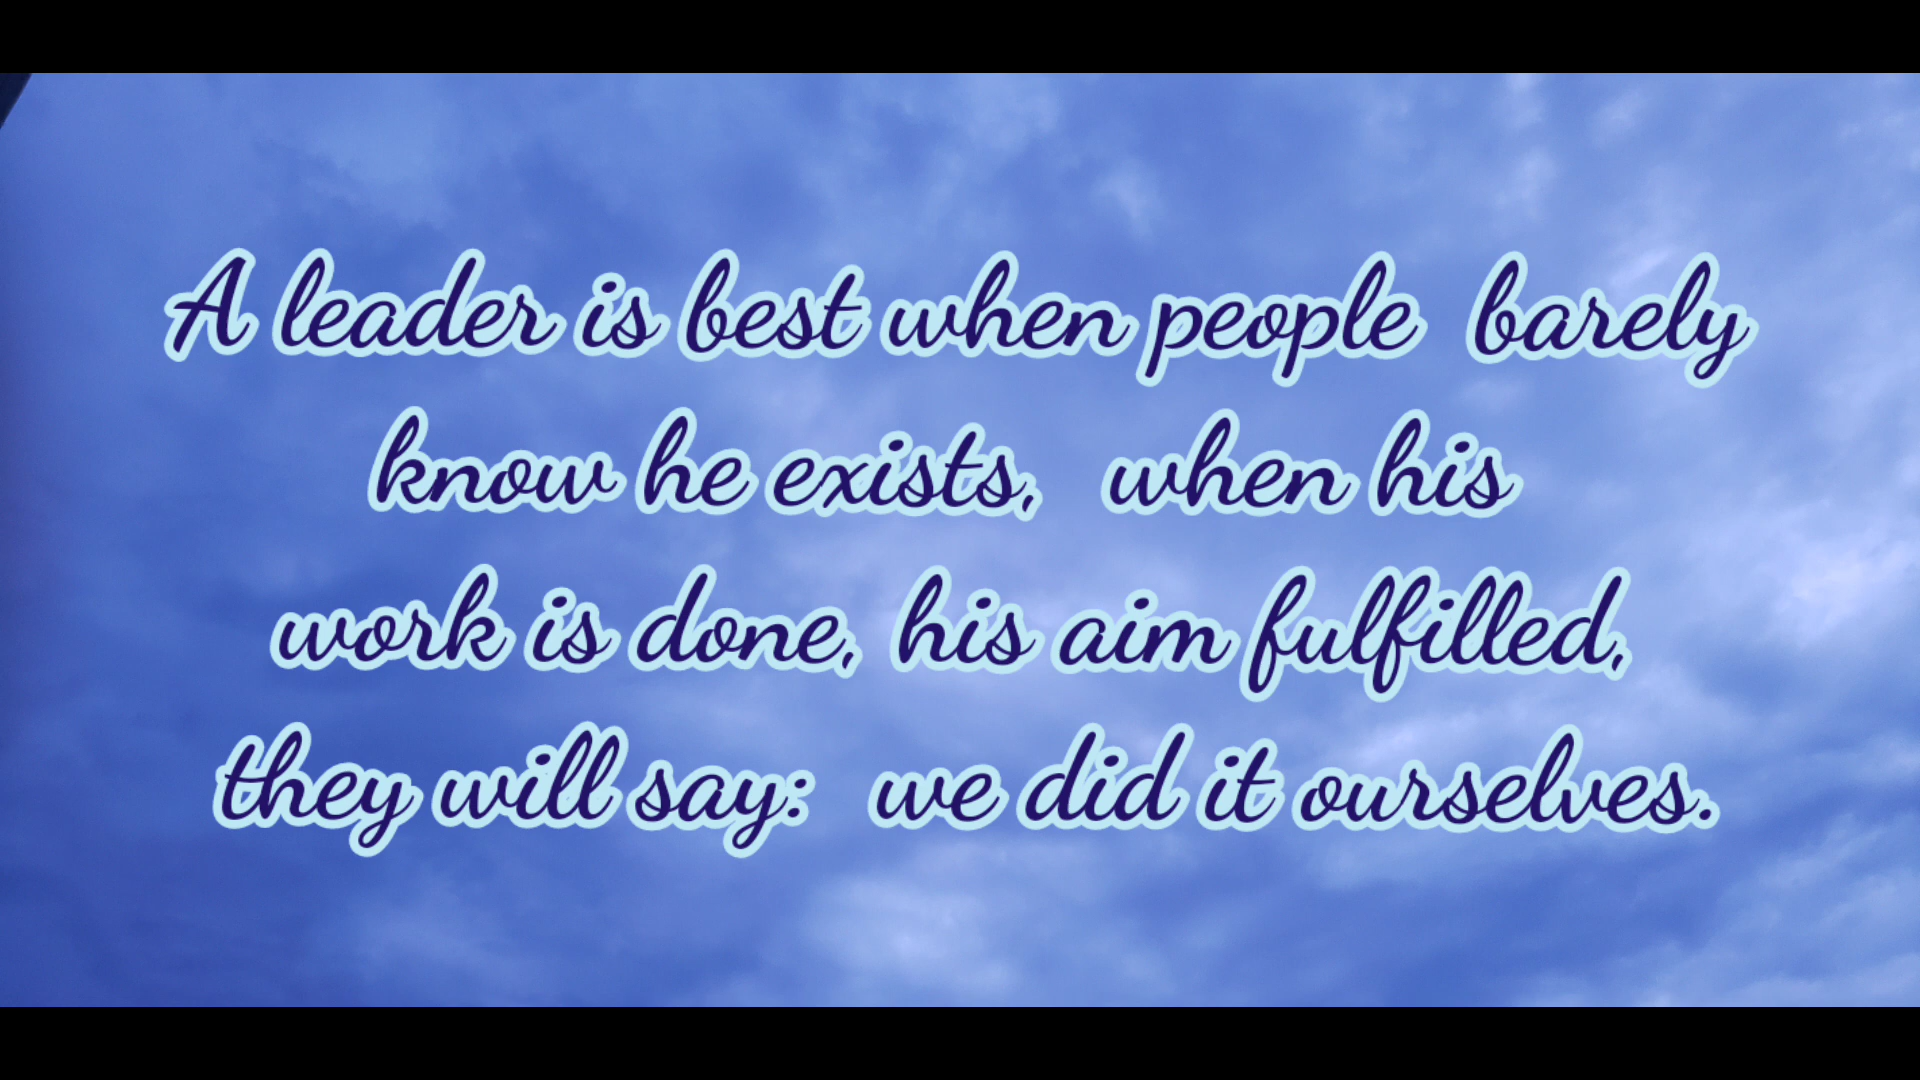 A leader is best when people barely
know he exists, when his
work is done, his aim fulfilled,
they will say: we did it ourselves.